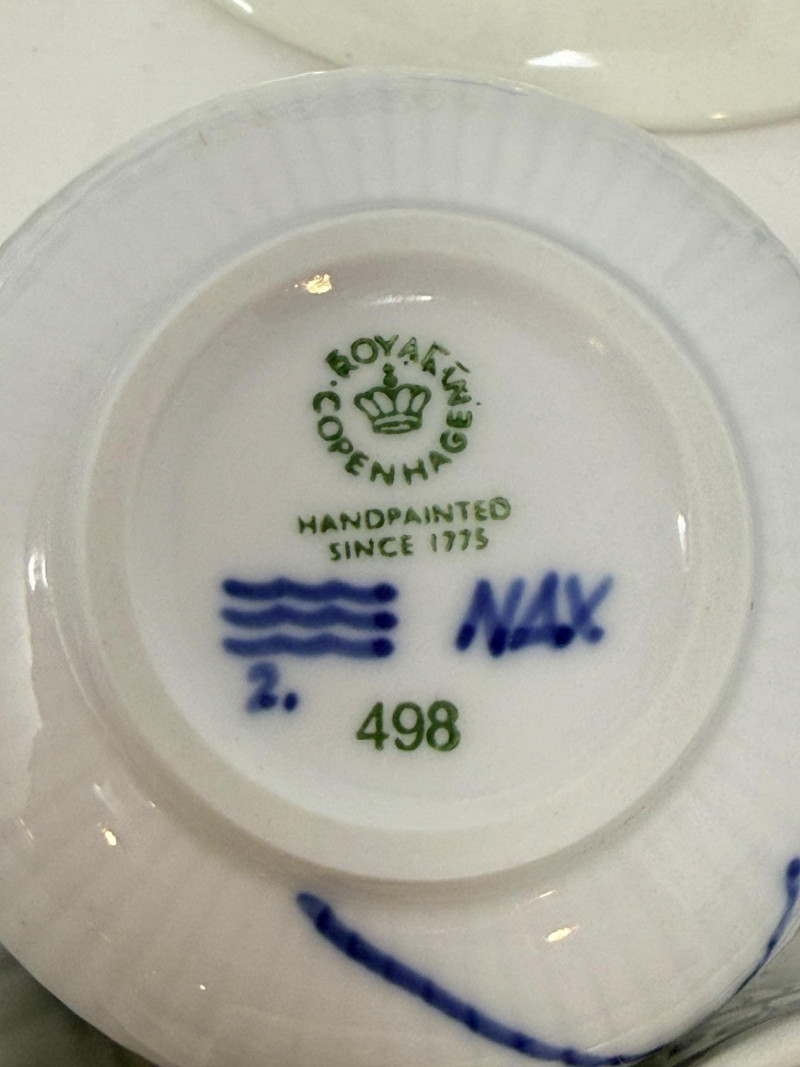 ROYAL
COPENHAGEN
HANDPAINTED
SINCE 1775
NAX
2.
498